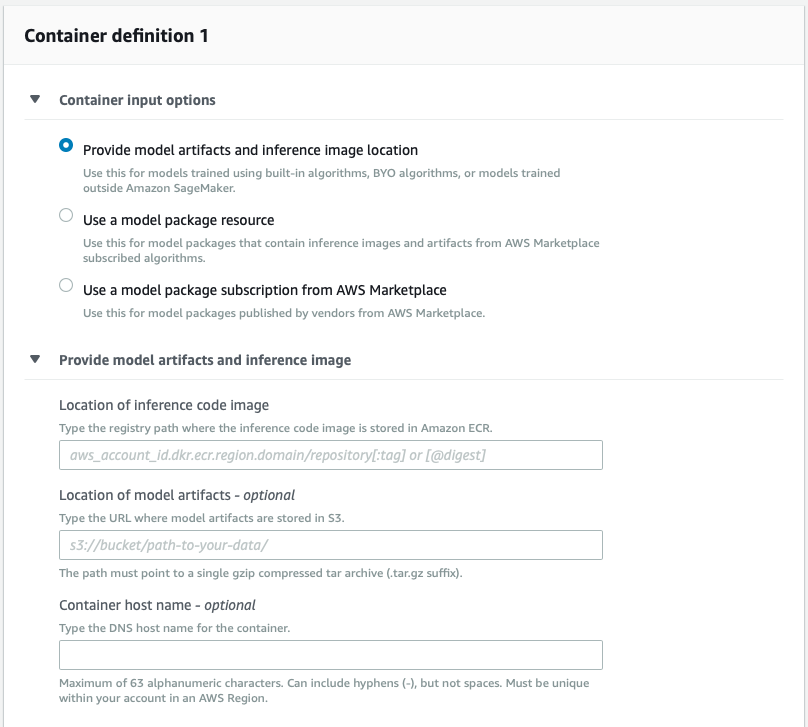 Container definition 1
Container input options
Provide model artifacts and inference image location
Use this for models trained using built-in algorithms, BYO algorithms, or models trained
outside Amazon SageMaker.
Use a model package resource
Use this for model packages that contain inference images and artifacts from AWS Marketplace
subscribed algorithms.
Use a model package subscription from AWS Marketplace
Use this for model packages published by vendors from AWS Marketplace.
Provide model artifacts and inference image
Location of inference code image
Type the registry path where the inference code image is stored in Amazon ECR.
aws_account_id.dkr.ecr.region.domain/repository[:tag] or [@digest]
Location of model artifacts - optional
Type the URL where model artifacts are stored in S3.
s3://bucket/path-to-your-data/
The path must point to a single gzip compressed tar archive (.tar.gz suffix).
Container host name - optional
Type the DNS host name for the container.
Maximum of 63 alphanumeric characters. Can include hyphens (-), but not spaces. Must be unique
within your account in an AWS Region.